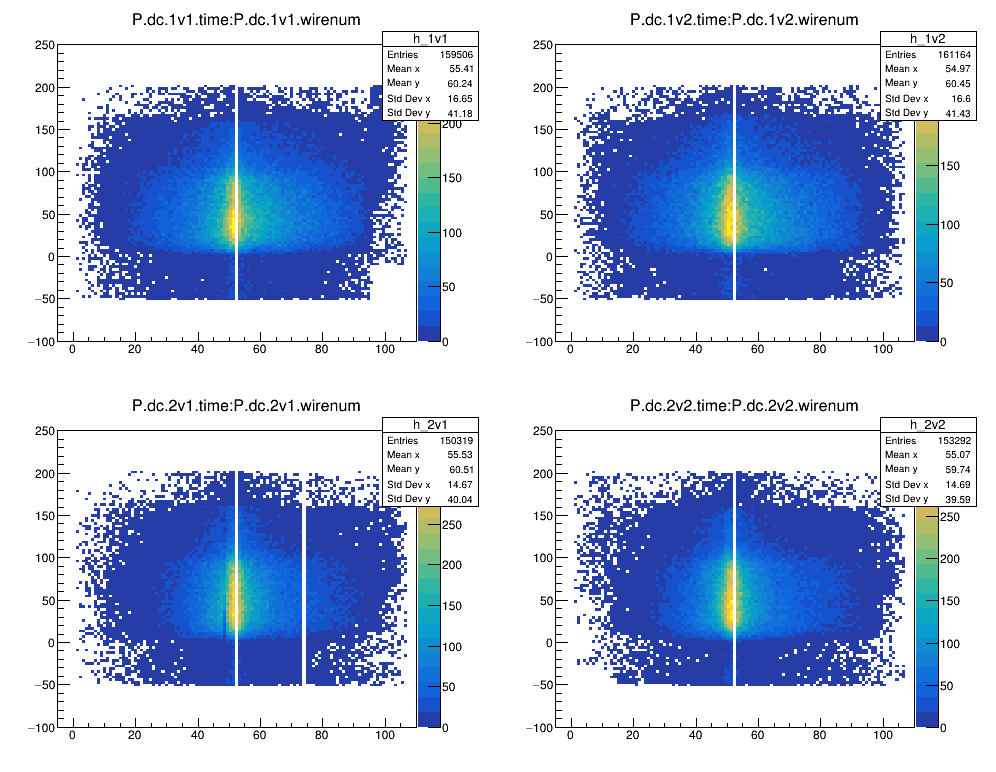 P.dc.1v1.time:P.dc.1v1.wirenum
h_1v1
Entries 159506
Mean x 55.41
Mean y 60.24
Std Dev x 16.65
Std Dev y 41.18
250
200
150
100
50
0
−50
−100
0 20 40 60 80 100
200
150
100
50
0
P.dc.1v2.time:P.dc.1v2.wirenum
h_1v2
Entries 161164
Mean x 54.97
Mean y 60.45
Std Dev x 16.6
Std Dev y 41.43
250
200
150
100
50
0
−50
−100
0 20 40 60 80 100
150
100
50
0
P.dc.2v1.time:P.dc.2v1.wirenum
h_2v1
Entries 150319
Mean x 55.53
Mean y 60.51
Std Dev x 14.67
Std Dev y 40.04
250
200
150
100
50
0
−50
−100
0 20 40 60 80 100
250
200
150
100
50
0
P.dc.2v2.time:P.dc.2v2.wirenum
h_2v2
Entries 153292
Mean x 55.07
Mean y 59.74
Std Dev x 14.69
Std Dev y 39.59
250
200
150
100
50
0
−50
−100
0 20 40 60 80 100
250
200
150
100
50
0